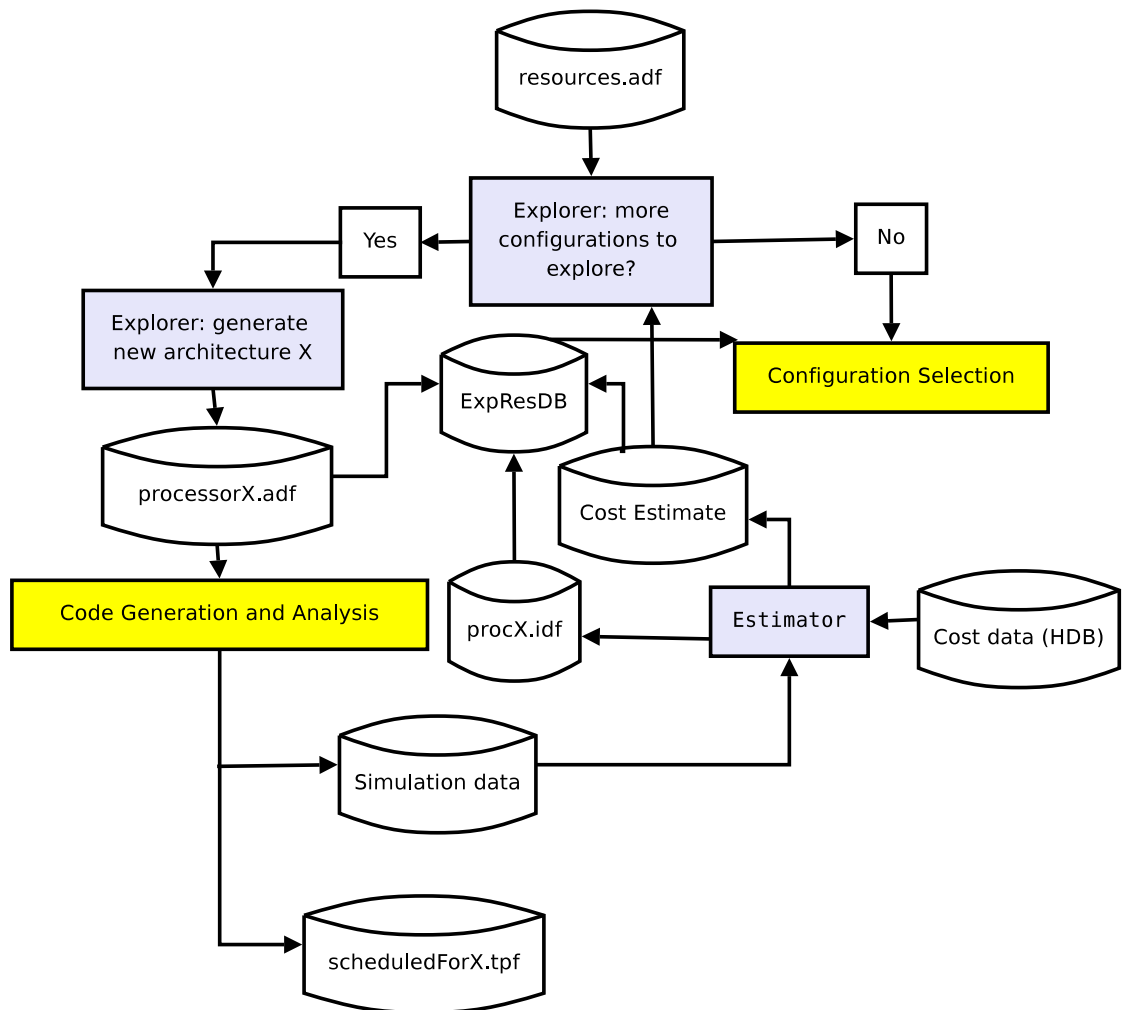 resources.adf
Explorer: more
configurations to
explore?
Yes
No
Explorer: generate
new architecture X
Configuration Selection
ExpResDB
processorX.adf
Cost Estimate
Code Generation and Analysis
procX.idf
Estimator
Cost data (HDB)
Simulation data
scheduledForX.tpf